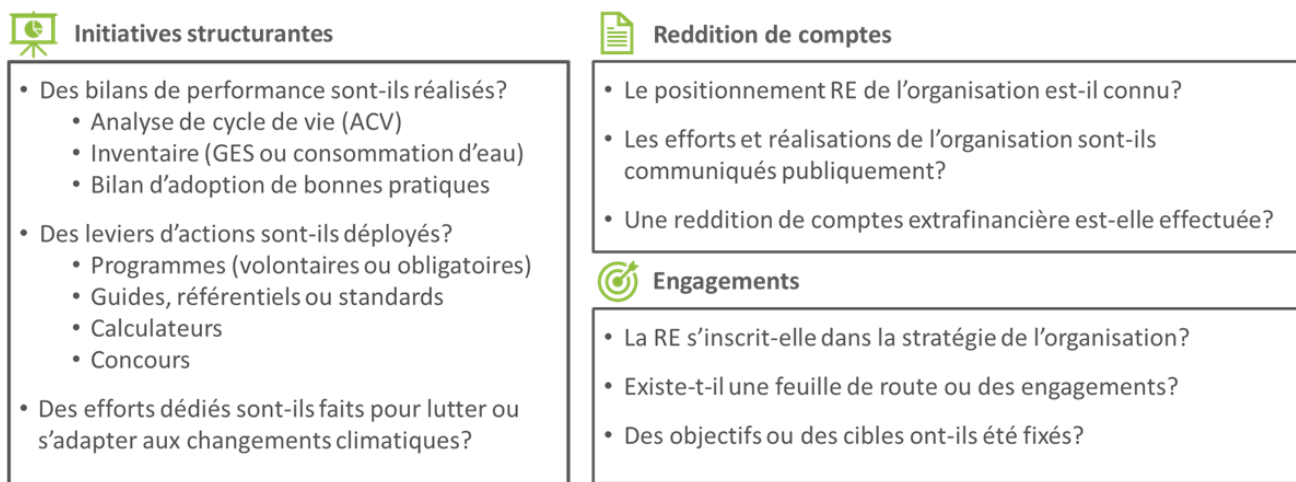 Initiatives structurantes
• Des bilans de performance sont-ils réalisés?
• Analyse de cycle de vie (ACV)
• Inventaire (GES ou consommation d'eau)
• Bilan d'adoption de bonnes pratiques
• Des leviers d'actions sont-ils déployés?
• Programmes (volontaires ou obligatoires)
• Guides, référentiels ou standards
• Calculateurs
• Concours
• Des efforts dédiés sont-ils faits pour lutter ou
s'adapter aux changements climatiques?
Reddition de comptes
• Le positionnement RE de l'organisation est-il connu?
• Les efforts et réalisations de l'organisation sont-ils
communiqués publiquement?
• Une reddition de comptes extrafinancière est-elle effectuée?
Engagements
• La RE s'inscrit-elle dans la stratégie de l'organisation?
• Existe-t-il une feuille de route ou des engagements?
• Des objectifs ou des cibles ont-ils été fixés?